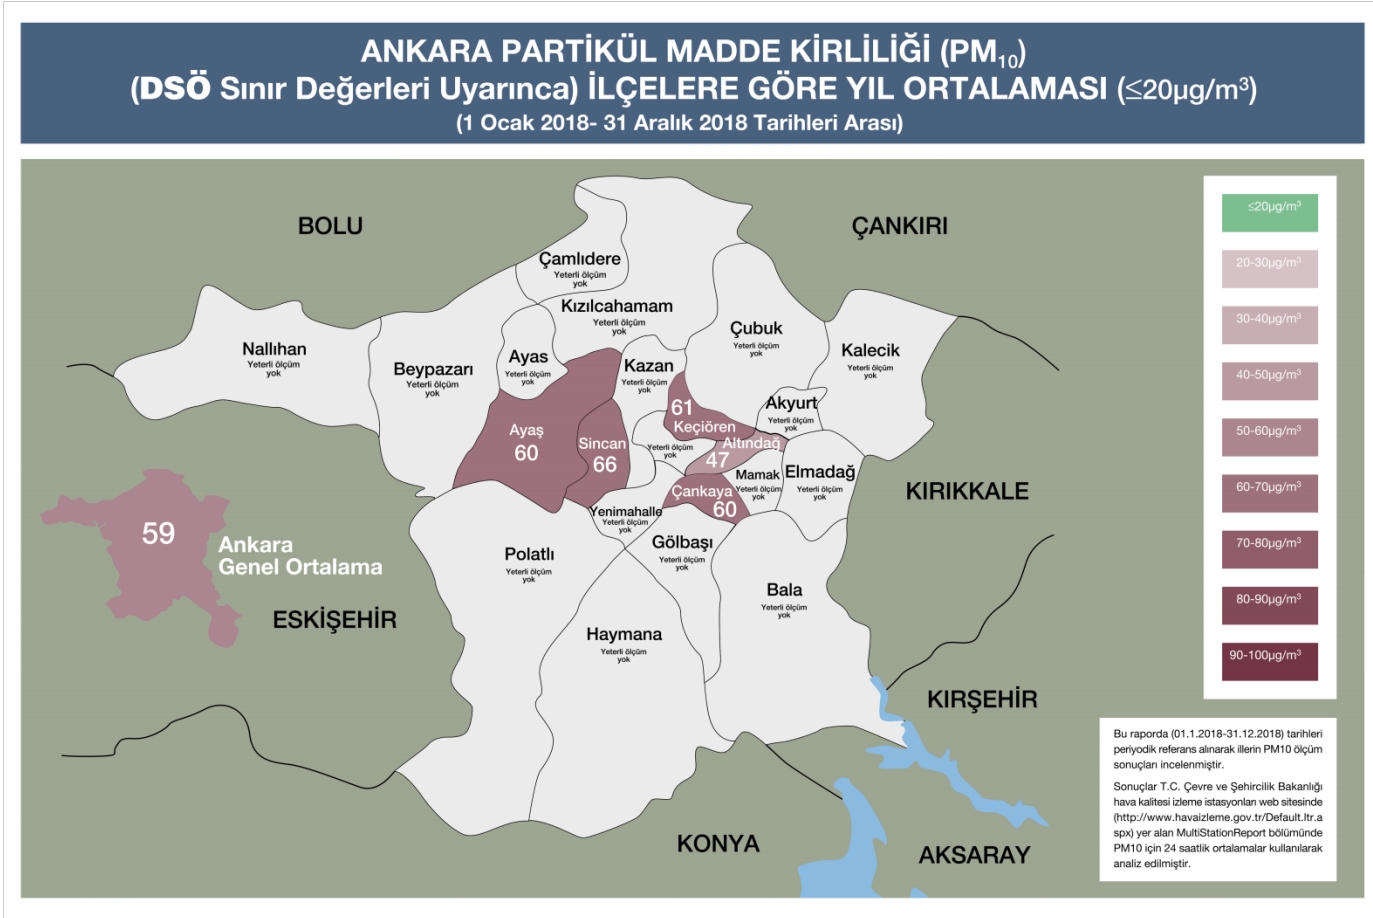 ANKARA PARTİKÜL MADDE KİRLİLİĞİ (PM10)
(DSÖ Sınır Değerleri Uyarınca) İLÇELERE GÖRE YIL ORTALAMASI (≤20µg/m³)
(1 Ocak 2018- 31 Aralık 2018 Tarihleri Arası)
BOLU
ÇANKIRI
Çamlıdere
Yeterli ölçüm
yok
Kızılcahamam
Yeterli ölçüm
yok
Çubuk
Yeterli ölçüm
yok
Nallıhan
Yeterli ölçüm
yok
Beypazarı
Yeterli ölçüm
yok
Ayas
Yeterli ölçüm
yok
Kazan
Yeterli ölçüm
yok
Kalecik
Yeterli ölçüm
yok
Akyurt
Yeterli ölçüm
yok
61
Keçiören
Ayaş
60
Sincan
66
Yeterli ölçüm
yok
Altındağ
47
Mamak
Yeterli ölçüm
yok
Elmadağ
Yeterli ölçüm
yok
Çankaya
60
KIRIKKALE
Yenimahalle
Yeterli ölçüm
yok
Gölbaşı
Yeterli ölçüm
yok
Polatlı
Yeterli ölçüm
yok
59
Ankara
Genel Ortalama
ESKİŞEHİR
Bala
Yeterli ölçüm
yok
Haymana
Yeterli ölçüm
yok
KIRŞEHİR
KONYA
AKSARAY
≤20µg/m³
20-30µg/m³
30-40µg/m³
40-50µg/m³
50-60µg/m³
60-70µg/m³
70-80µg/m³
80-90µg/m³
90-100µg/m³
Bu raporda (01.1.2018-31.12.2018) tarihleri
periyodik referans alınarak illerin PM10 ölçüm
sonuçları incelenmiştir.
Sonuçlar T.C. Çevre ve Şehircilik Bakanlığı
hava kalitesi izleme istasyonları web sitesinde
(http://www.havaizleme.gov.tr/Default.ltr.a
spx) yer alan MultiStationReport bölümünde
PM10 için 24 saatlik ortalamalar kullanılarak
analiz edilmiştir.